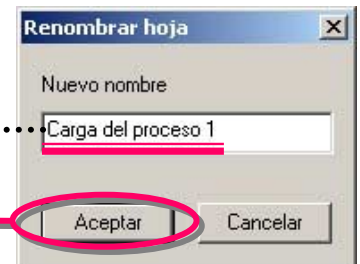 Renombrar hoja
Nuevo nombre
Carga del proceso 1
Aceptar
Cancelar